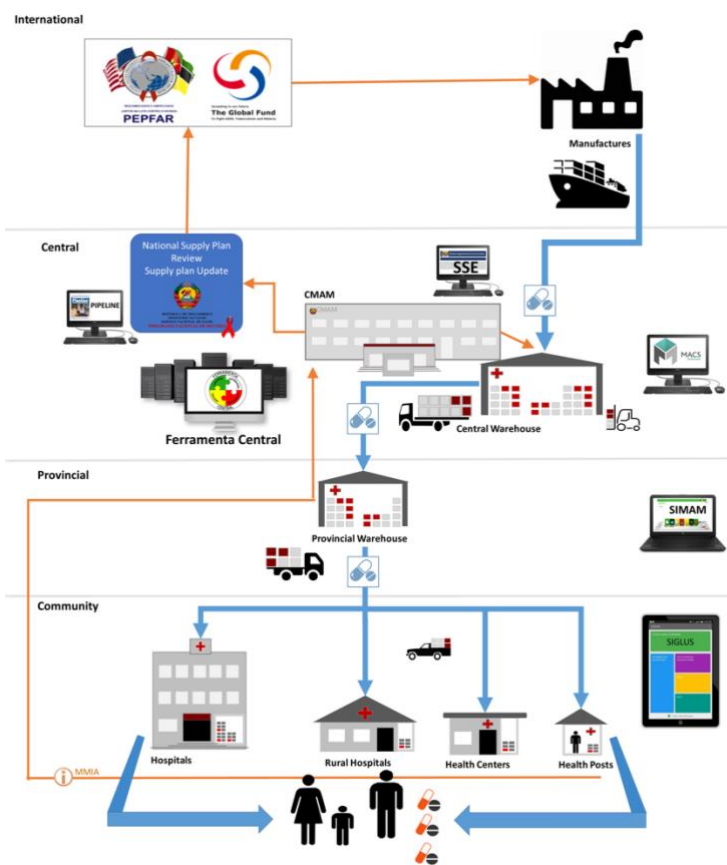 International
PEPFAR
The Global Fund
Manufactures
Central
National Supply Plan
Review
Supply plan Update
CMAM
SSE
PIPELINE
CMAM
MACS
Ferramenta Central
Central Warehouse
Provincial
Provincial Warehouse
SIMAM
Community
SIGLUS
Hospitals
Rural Hospitals
Health Centers
Health Posts
MMIA